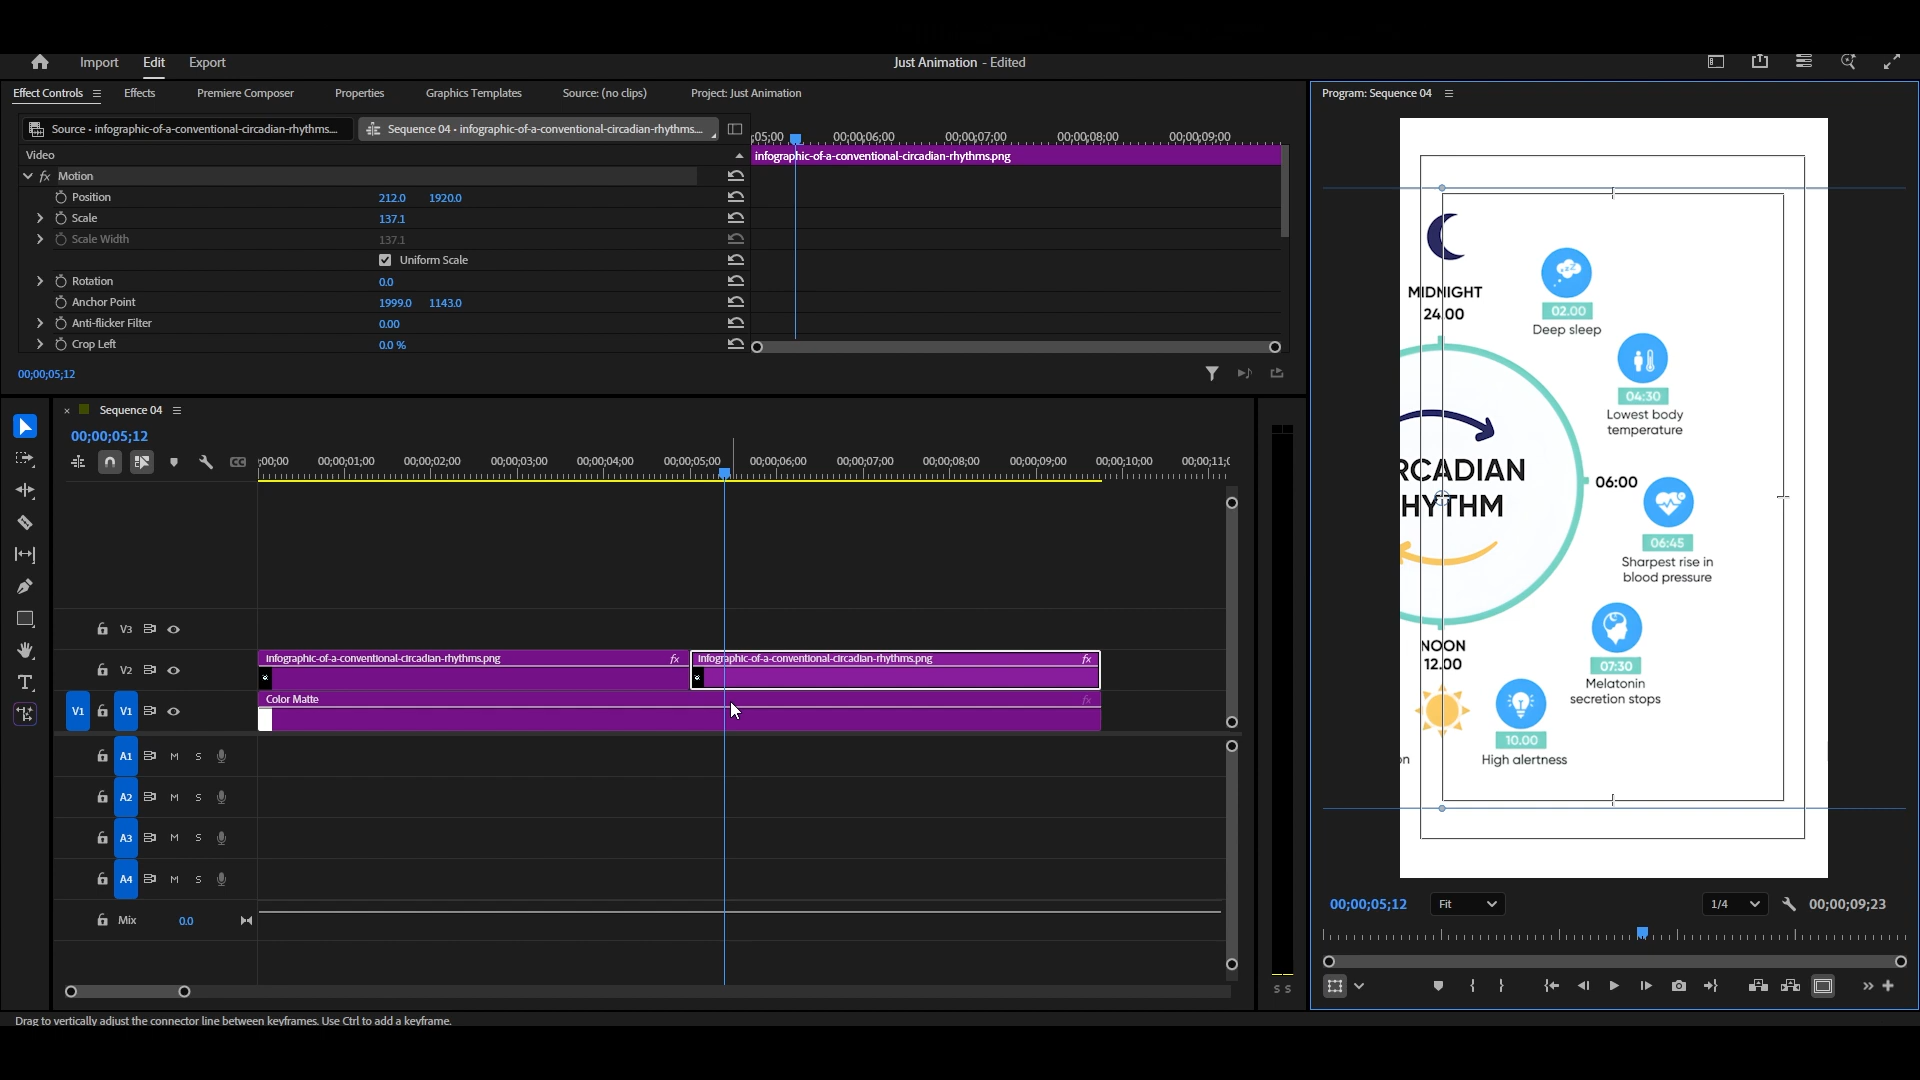 Import Edit Export
Just Animation - Edited
Effect Controls Effects Premiere Composer Properties Graphics Templates Source: (no clips) Project: Just Animation
Program: Sequence 04
Source • infographic-of-a-conventional-circadian-rhythms....
Sequence 04 • infographic-of-a-conventional-circadian-rhythms....
;05;00 00;00;06;00 00;00;07;00 00;00;08;00 00;00;09;00
Video
infographic-of-a-conventional-circadian-rhythms.png
fx Motion
Position 212.0 1920.0
Scale 137.1
Scale Width 137.1
Uniform Scale
Rotation 0.0
Anchor Point 1999.0 1143.0
Anti-flicker Filter 0.00
Crop Left 0.0 %
00;00;05;12
× Sequence 04
00;00;05;12
CC
;00;00 00;00;01;00 00;00;02;00 00;00;03;00 00;00;04;00 00;00;05;00 00;00;06;00 00;00;07;00 00;00;08;00 00;00;09;00 00;00;10;00 00;00;11;0
V3
V2
infographic-of-a-conventional-circadian-rhythms.png fx
infographic-of-a-conventional-circadian-rhythms.png fx
V1 V1
Color Matte fx
A1 M S
A2 M S
A3 M S
A4 M S
Mix 0.0
S S
MIDNIGHT
24.00
02.00
Deep sleep
04:30
Lowest body
temperature
RCADIAN
HYTHM
06:00
06:45
Sharpest rise in
blood pressure
NOON
12.00
07:30
Melatonin
secretion stops
10.00
High alertness
on
00;00;05;12 Fit 1/4 00;00;09;23
Drag to vertically adjust the connector line between keyframes. Use Ctrl to add a keyframe.